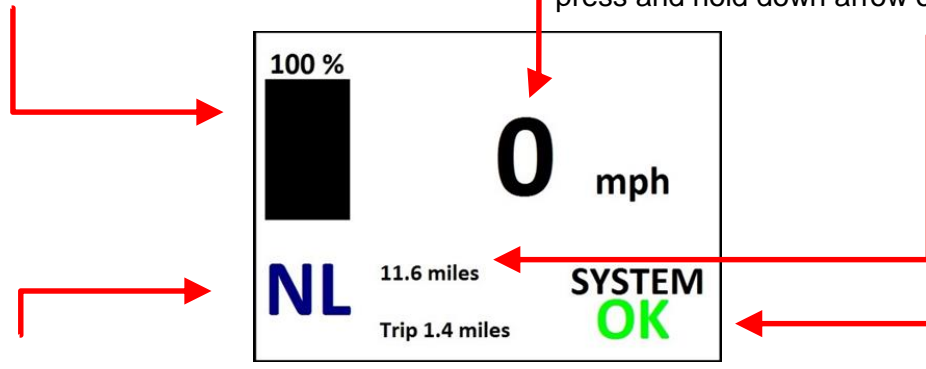 press and hold down arrow
100 %
0 mph
NL
11.6 miles
Trip 1.4 miles
SYSTEM
OK